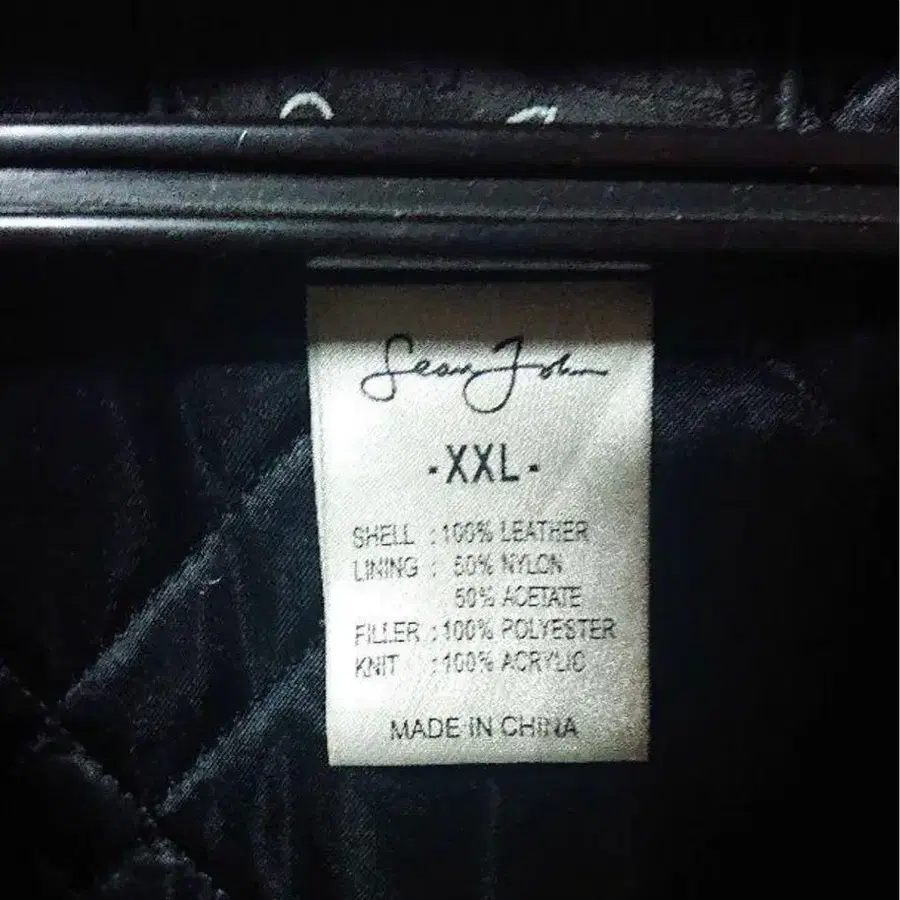 Sean John
-XXL-
SHELL : 100% LEATHER
LINING : 50% NYLON
50% ACETATE
FILLER : 100% POLYESTER
KNIT : 100% ACRYLIC
MADE IN CHINA